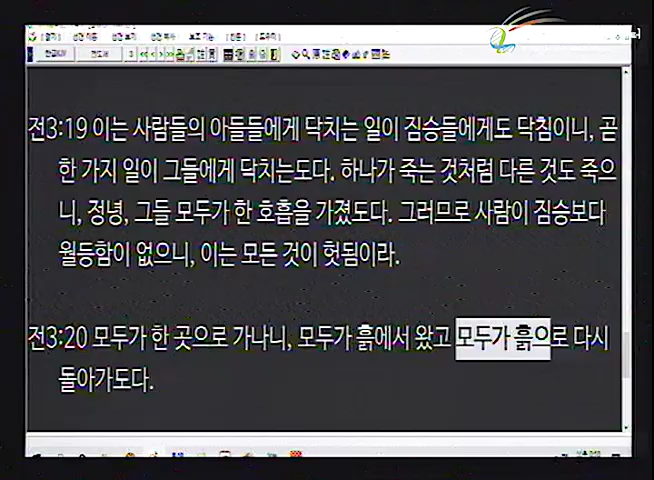 전3:19 이는 사람들의 아들들에게 닥치는 일이 짐승들에게도 닥침이니, 곧
한 가지 일이 그들에게 닥치는도다. 하나가 죽는 것처럼 다른 것도 죽으
니, 정녕, 그들 모두가 한 호흡을 가졌도다. 그러므로 사람이 짐승보다
월등함이 없으니, 이는 모든 것이 헛됨이라.
전3:20 모두가 한 곳으로 가나니, 모두가 흙에서 왔고 모두가 흙으로 다시
돌아가도다.